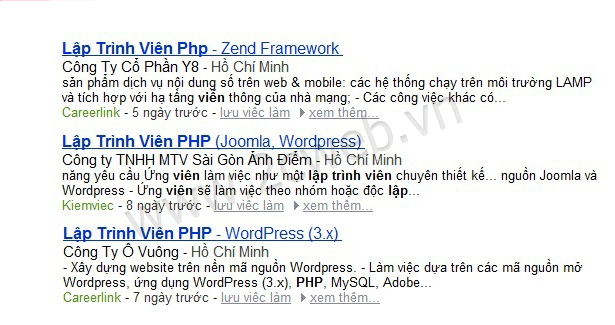 Lập Trình Viên Php - Zend Framework
Công Ty Cổ Phần Y8 - Hồ Chí Minh
sản phẩm dịch vụ nội dung số trên web & mobile: các hệ thống chạy trên môi trường LAMP
và tích hợp với hạ tầng viễn thông của nhà mạng; - Các công việc khác có...
Careerlink - 5 ngày trước - lưu việc làm xem thêm...
Lập Trình Viên PHP (Joomla, Wordpress)
Công ty TNHH MTV Sài Gòn Ánh Điểm - Hồ Chí Minh
năng yêu cầu Ứng viên làm việc như một lập trình viên chuyên thiết kế... nguồn Joomla và
Wordpress - Ứng viên sẽ làm việc theo nhóm hoặc độc lập...
Kiemviec - 8 ngày trước - lưu việc làm xem thêm...
Lập Trình Viên PHP - WordPress (3.x)
Công Ty Ô Vuông - Hồ Chí Minh
- Xây dựng website trên nền mã nguồn Wordpress. - Làm việc dựa trên các mã nguồn mở
Wordpress, ứng dụng WordPress (3.x), PHP, MySQL, Adobe...
Careerlink - 7 ngày trước - lưu việc làm xem thêm...